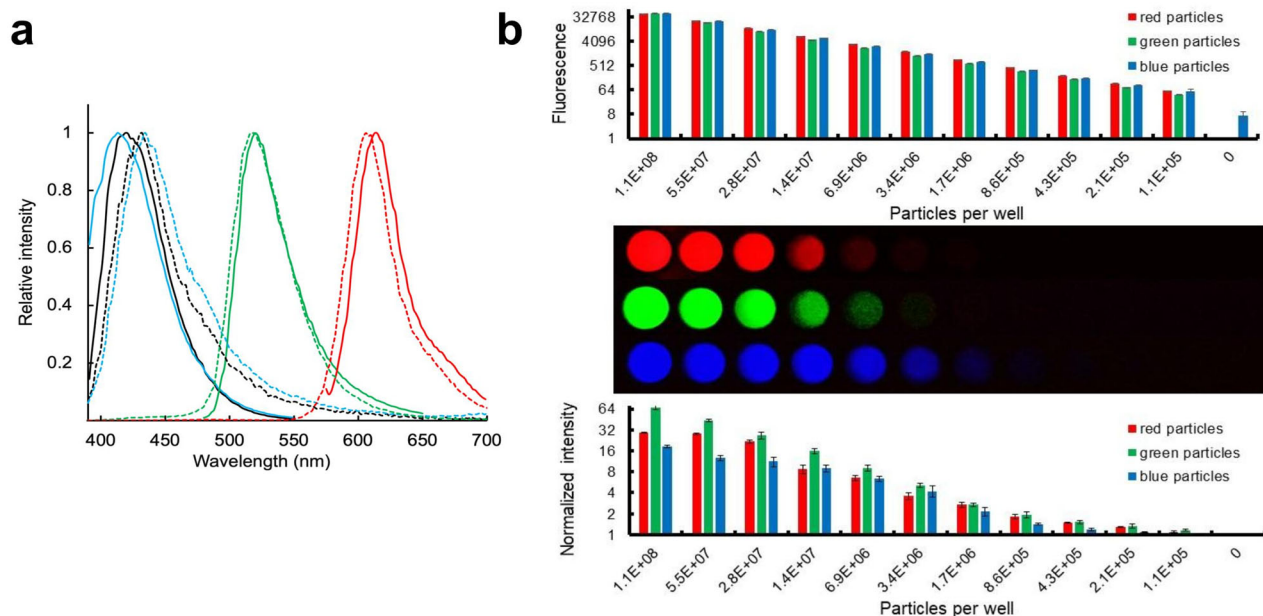 a
Relative intensity
1
0.8
0.6
0.4
0.2
400 450 500 550 600 650 700
Wavelength (nm)
b
Fluorescence
32768
4096
512
64
8
1
red particles
green particles
blue particles
1.1E+08 5.5E+07 2.8E+07 1.4E+07 6.9E+06 3.4E+06 1.7E+06 8.6E+05 4.3E+05 2.1E+05 1.1E+05 0
Particles per well
Normalized intensity
64
32
16
8
4
2
1
red particles
green particles
blue particles
1.1E+08 5.5E+07 2.8E+07 1.4E+07 6.9E+06 3.4E+06 1.7E+06 8.6E+05 4.3E+05 2.1E+05 1.1E+05 0
Particles per well